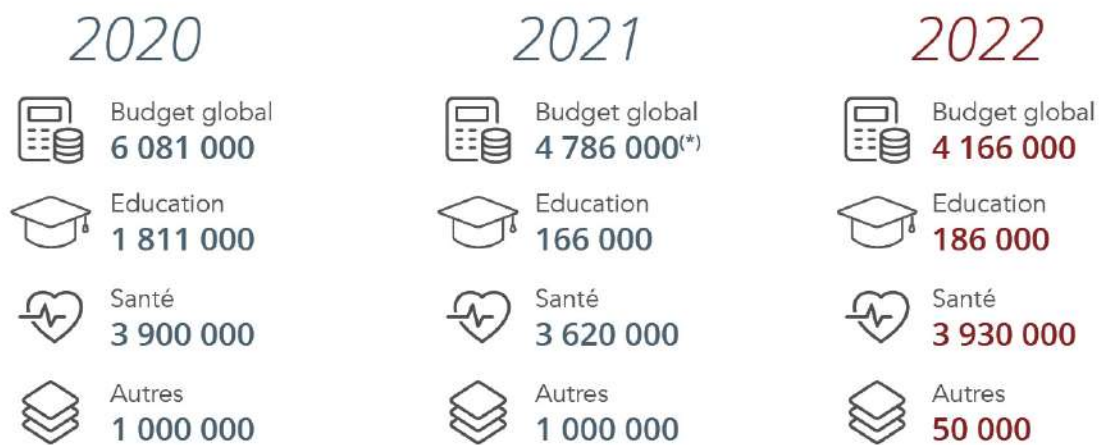 2020
Budget global
6 081 000
Education
1 811 000
Santé
3 900 000
Autres
1 000 000
2021
Budget global
4 786 000(*)
Education
166 000
Santé
3 620 000
Autres
1 000 000
2022
Budget global
4 166 000
Education
186 000
Santé
3 930 000
Autres
50 000